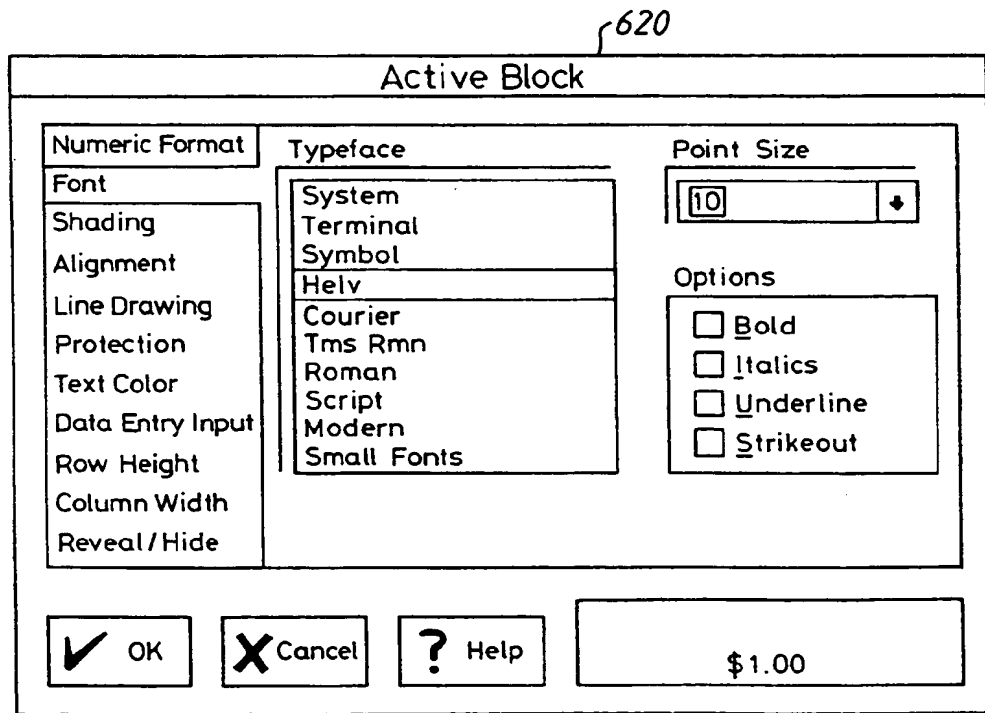 620
Active Block
Numeric Format
Font
Shading
Alignment
Line Drawing
Protection
Text Color
Data Entry Input
Row Height
Column Width
Reveal/Hide
Typeface
System
Terminal
Symbol
Helv
Courier
Tms Rmn
Roman
Script
Modern
Small Fonts
Point Size
10
Options
Bold
Italics
Underline
Strikeout
OK
Cancel
? Help
$1.00